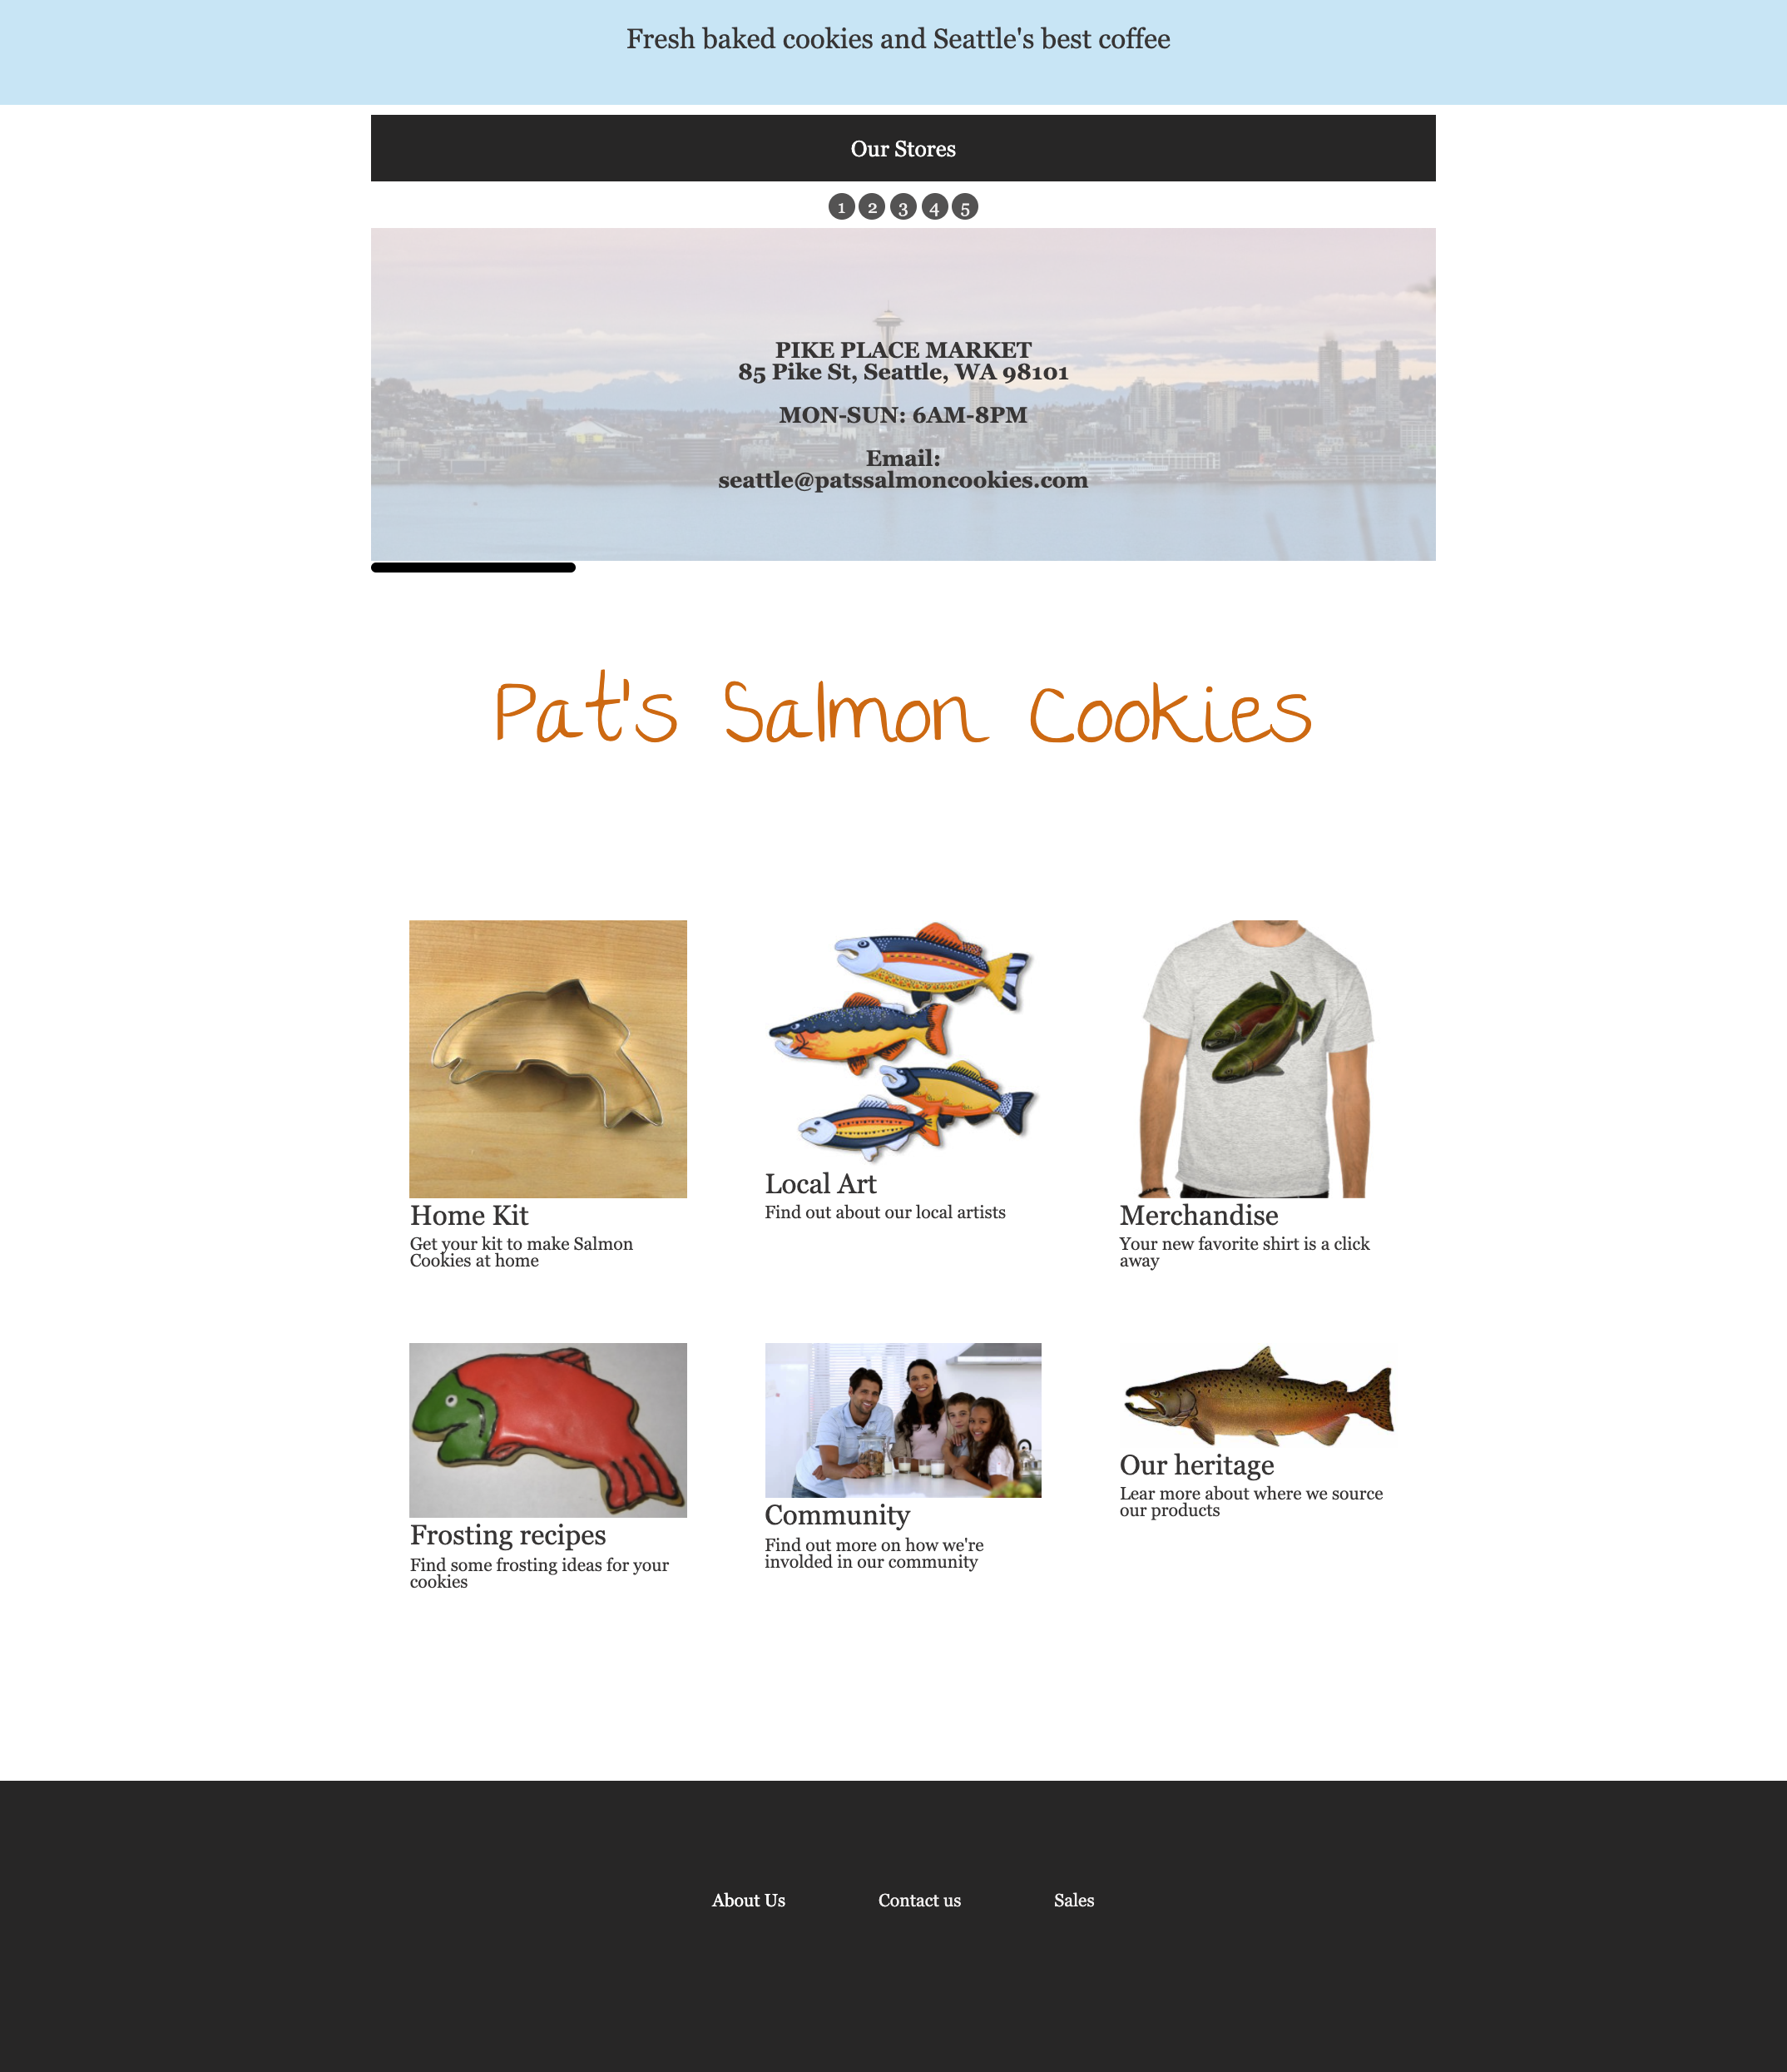 Fresh baked cookies and Seattle's best coffee
Our Stores
1 2 3 4 5
PIKE PLACE MARKET
85 Pike St, Seattle, WA 98101
MON-SUN: 6AM-8PM
Email:
seattle@patssalmoncookies.com
Pat's Salmon Cookies
Home Kit
Get your kit to make Salmon
Cookies at home
Local Art
Find out about our local artists
Merchandise
Your new favorite shirt is a click
away
Frosting recipes
Find some frosting ideas for your
cookies
Community
Find out more on how we're
involded in our community
Our heritage
Lear more about where we source
our products
About Us
Contact us
Sales